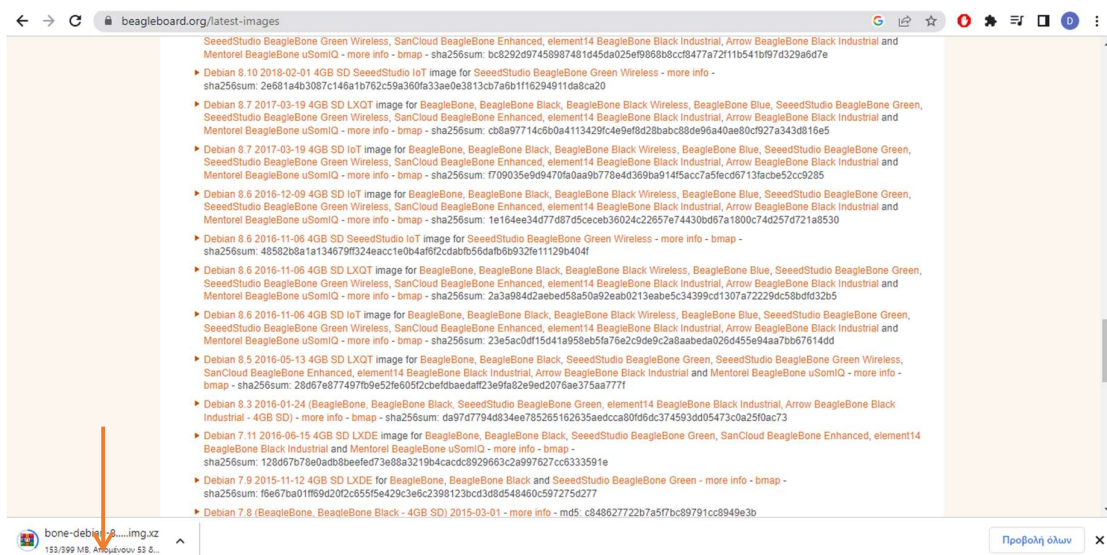 beagleboard.org/latest-images
D
SeeedStudio BeagleBone Green Wireless, SanCloud BeagleBone Enhanced, element14 BeagleBone Black Industrial, Arrow BeagleBone Black Industrial and
Mentorel BeagleBone uSomIQ - more info - bmap - sha256sum: bc8292d97458987481d45da025ef9868b8ccf8477a72f11b541bf97d329a6d7e
Debian 8.10 2018-02-01 4GB SD SeeedStudio IoT image for SeeedStudio BeagleBone Green Wireless - more info -
sha256sum: 2e681a4b3087c146a1b762c59a360fa33ae0e3813cb7a6b1f16294911da8ca20
Debian 8.7 2017-03-19 4GB SD LXQT image for BeagleBone, BeagleBone Black, BeagleBone Black Wireless, BeagleBone Blue, SeeedStudio BeagleBone Green,
SeeedStudio BeagleBone Green Wireless, SanCloud BeagleBone Enhanced, element14 BeagleBone Black Industrial, Arrow BeagleBone Black Industrial and
Mentorel BeagleBone uSomIQ - more info - bmap - sha256sum: cb8a97714c6b0a4113429fc4e9ef8d28babc88de96a40ae80cf927a343d816e5
Debian 8.7 2017-03-19 4GB SD IoT image for BeagleBone, BeagleBone Black, BeagleBone Black Wireless, BeagleBone Blue, SeeedStudio BeagleBone Green,
SeeedStudio BeagleBone Green Wireless, SanCloud BeagleBone Enhanced, element14 BeagleBone Black Industrial, Arrow BeagleBone Black Industrial and
Mentorel BeagleBone uSomIQ - more info - bmap - sha256sum: f709035e9d9470fa0aa9b778e4d369ba914f5acc7a5fecd6713facbe52cc9285
Debian 8.6 2016-12-09 4GB SD IoT image for BeagleBone, BeagleBone Black, BeagleBone Black Wireless, BeagleBone Blue, SeeedStudio BeagleBone Green,
SeeedStudio BeagleBone Green Wireless, SanCloud BeagleBone Enhanced, element14 BeagleBone Black Industrial, Arrow BeagleBone Black Industrial and
Mentorel BeagleBone uSomIQ - more info - bmap - sha256sum: 1e164ee34d77d87d5ceceb36024c22657e74430bd67a1800c74d257d721a8530
Debian 8.6 2016-11-06 4GB SD SeeedStudio IoT image for SeeedStudio BeagleBone Green Wireless - more info - bmap -
sha256sum: 48582b8a1a134679ff324eacc1e0b4af6f2cdabfb56dafb6b932fe11129b404f
Debian 8.6 2016-11-06 4GB SD LXQT image for BeagleBone, BeagleBone Black, BeagleBone Black Wireless, BeagleBone Blue, SeeedStudio BeagleBone Green,
SeeedStudio BeagleBone Green Wireless, SanCloud BeagleBone Enhanced, element14 BeagleBone Black Industrial, Arrow BeagleBone Black Industrial and
Mentorel BeagleBone uSomIQ - more info - bmap - sha256sum: 2a3a984d2aebed58a50a92eab0213eabe5c34399cd1307a72229dc58bdfd32b5
Debian 8.6 2016-11-06 4GB SD IoT image for BeagleBone, BeagleBone Black, BeagleBone Black Wireless, BeagleBone Blue, SeeedStudio BeagleBone Green,
SeeedStudio BeagleBone Green Wireless, SanCloud BeagleBone Enhanced, element14 BeagleBone Black Industrial, Arrow BeagleBone Black Industrial and
Mentorel BeagleBone uSomIQ - more info - bmap - sha256sum: 23e5ac0df15d41a958eb5fa76e2c9de9c2a8aabeda026d455e94aa7bb67614dd
Debian 8.5 2016-05-13 4GB SD LXQT image for BeagleBone, BeagleBone Black, SeeedStudio BeagleBone Green, SeeedStudio BeagleBone Green Wireless,
SanCloud BeagleBone Enhanced, element14 BeagleBone Black Industrial, Arrow BeagleBone Black Industrial and Mentorel BeagleBone uSomIQ - more info -
bmap - sha256sum: 28d67e877497fb9e52fe605f2cbefdbaedaff23e9fa82e9ed2076ae375aa777f
Debian 8.3 2016-01-24 (BeagleBone, BeagleBone Black, SeeedStudio BeagleBone Green, element14 BeagleBone Black Industrial, Arrow BeagleBone Black
Industrial - 4GB SD) - more info - bmap - sha256sum: da97d7794d834ee785265162635aedcca80fd6dc374593dd05473c0a25f0ac73
Debian 7.11 2016-06-15 4GB SD LXDE image for BeagleBone, BeagleBone Black, SeeedStudio BeagleBone Green, SanCloud BeagleBone Enhanced, element14
BeagleBone Black Industrial and Mentorel BeagleBone uSomIQ - more info - bmap -
sha256sum: 128d67b78e0adb8beefed73e88a3219b4cacdc8929663c2a997627cc6333591e
Debian 7.9 2015-11-12 4GB SD LXDE for BeagleBone, BeagleBone Black and SeeedStudio BeagleBone Green - more info - bmap -
sha256sum: f6e67ba01ff69d20f2c655f5e429c3e6c2398123bcd3d8d548460c597275d277
Debian 7.8 (BeagleBone, BeagleBone Black - 4GB SD) 2015-03-01 - more info - md5: c848627722b7a5f7bc89791cc8949e3b
bone-debian-8.....img.xz
153/399 MB, Απομένουν 53 δ...
Προβολή όλων